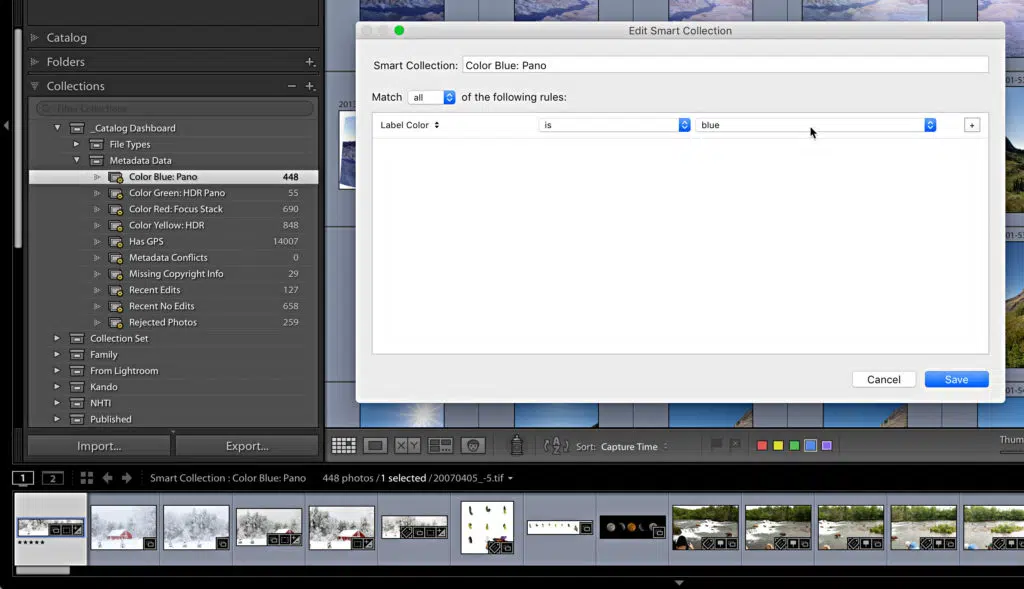 Catalog
Folders
Collections
Filter Collections
_Catalog Dashboard
File Types
Metadata Data
Color Blue: Pano 448
Color Green: HDR Pano 55
Color Red: Focus Stack 690
Color Yellow: HDR 848
Has GPS 14007
Metadata Conflicts 0
Missing Copyright Info 29
Recent Edits 127
Recent No Edits 658
Rejected Photos 259
Collection Set
Family
From Lightroom
Kando
NHTI
Published
Import...
Export...
Edit Smart Collection
Smart Collection: Color Blue: Pano
Match all of the following rules:
Label Color is blue +
Cancel
Save
X Y
Sort: Capture Time
Thum
1 2 Smart Collection : Color Blue: Pano 448 photos / 1 selected / 20070405_-5.tif